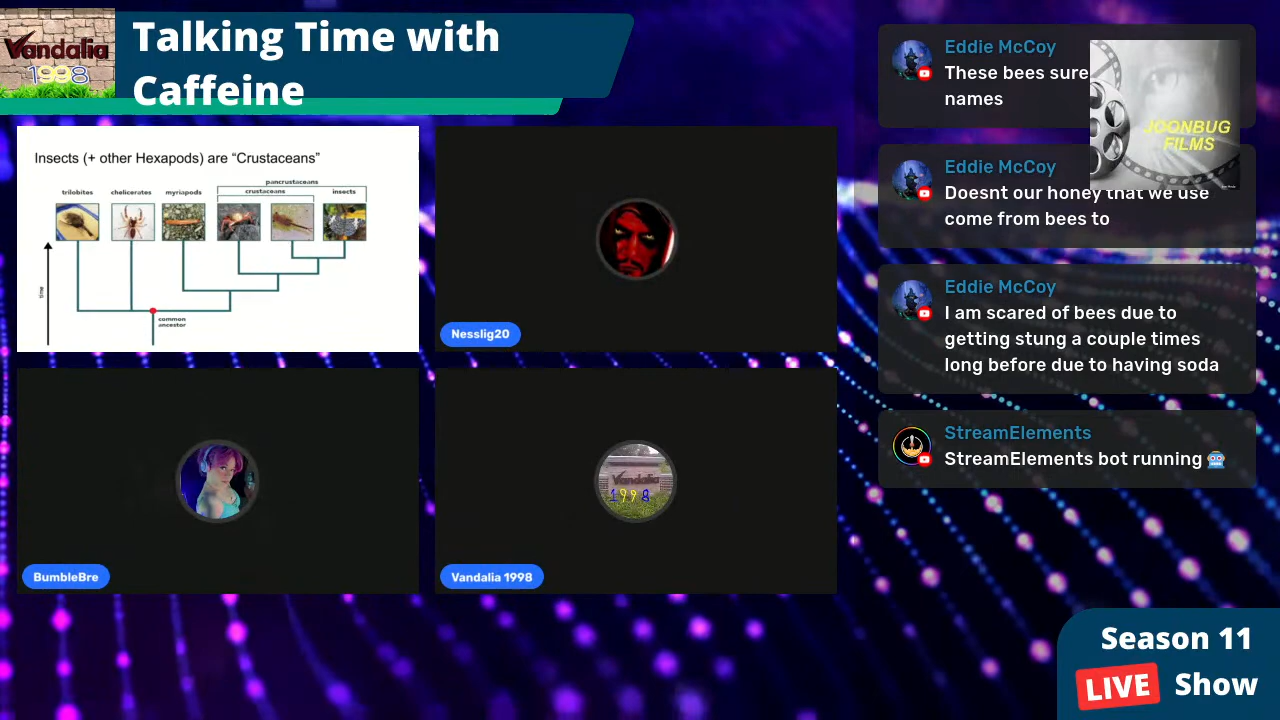 Vandalia
1998
Talking Time with
Caffeine
Insects (+ other Hexapods) are “Crustaceans”
pancrustaceans
trilobites chelicerates myriapods crustaceans insects
time
common
ancestor
Nesslig20
BumbleBre
Vandalia
1998
Vandalia 1998
Eddie McCoy
These bees sure
names
JOONBUG
FILMS
Eddie McCoy
Doesnt our honey that we use
come from bees to
Eddie McCoy
I am scared of bees due to
getting stung a couple times
long before due to having soda
StreamElements
StreamElements bot running
Season 11
LIVE Show